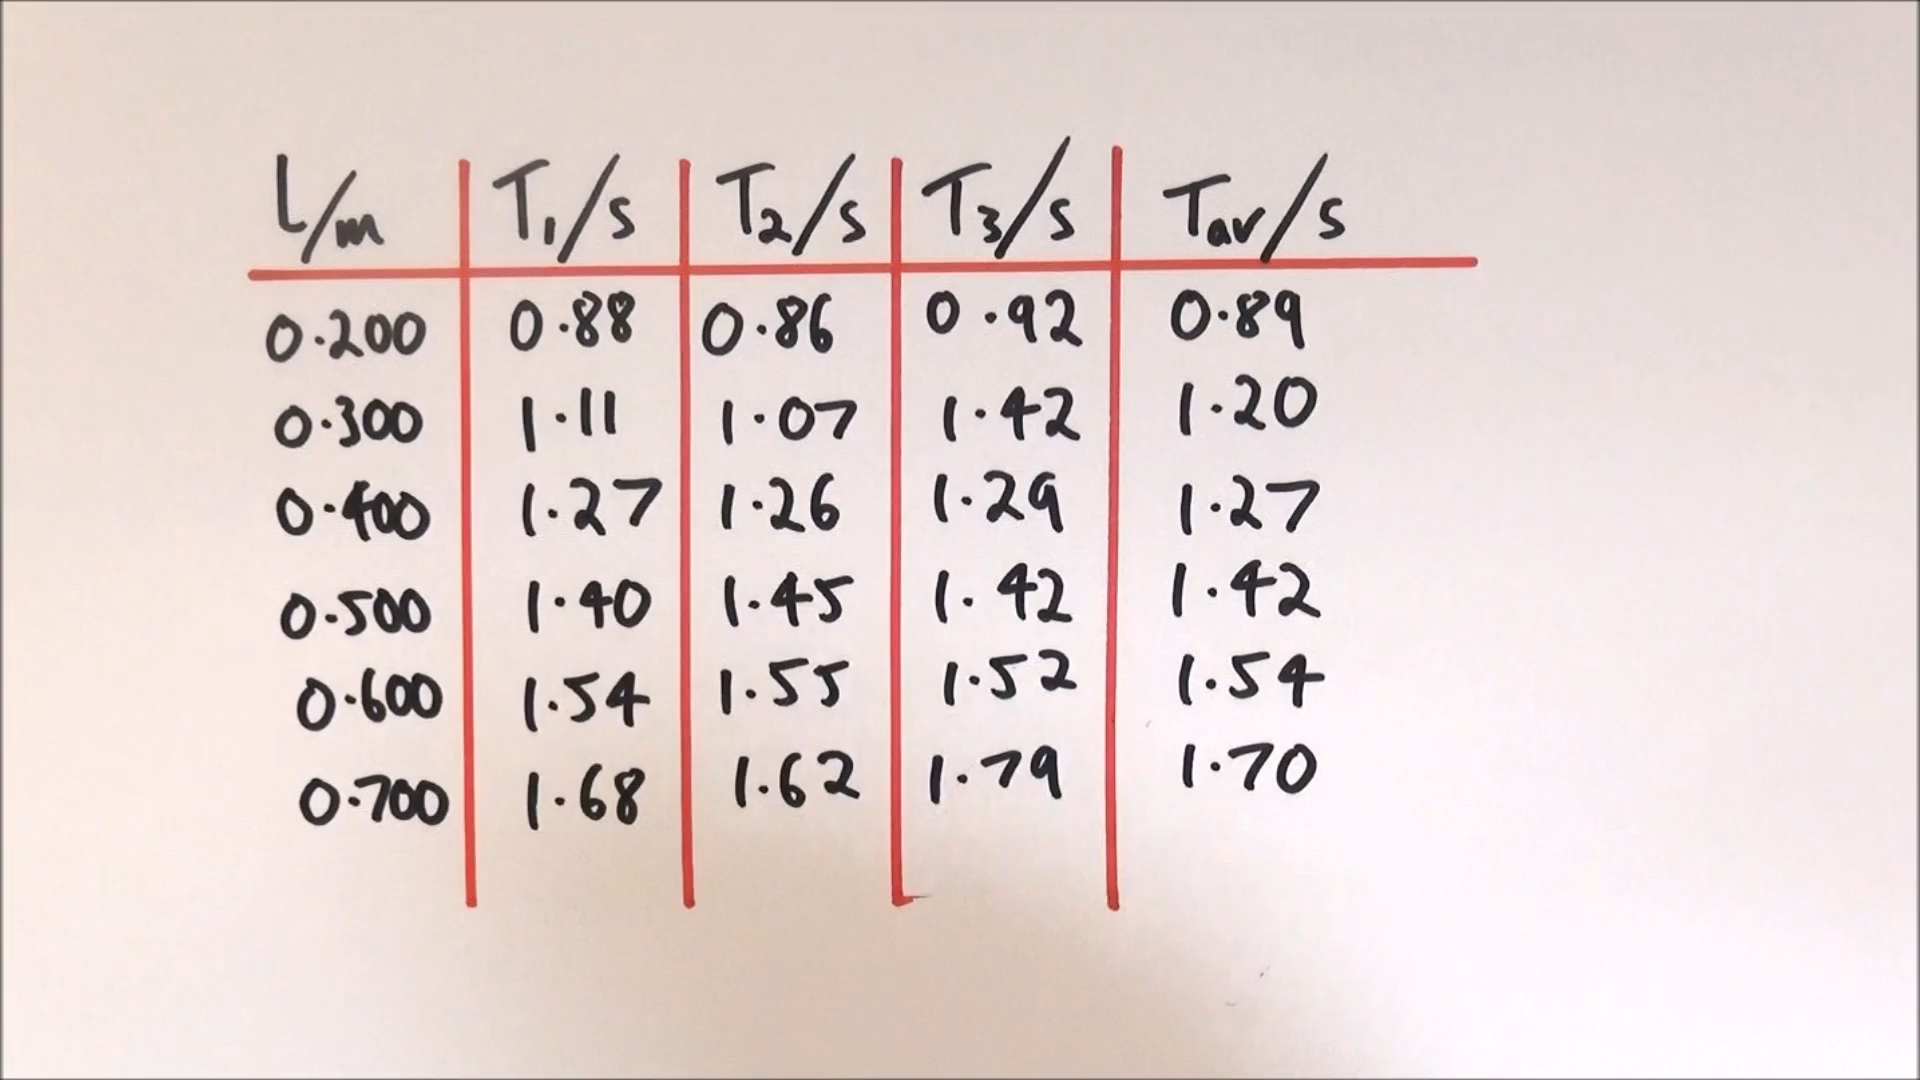 L/m T₁/s T₂/s T₃/s Tav/s
0.200 0.88 0.86 0.92 0.89
0.300 1.11 1.07 1.42 1.20
0.400 1.27 1.26 1.29 1.27
0.500 1.40 1.45 1.42 1.42
0.600 1.54 1.55 1.52 1.54
0.700 1.68 1.62 1.79 1.70